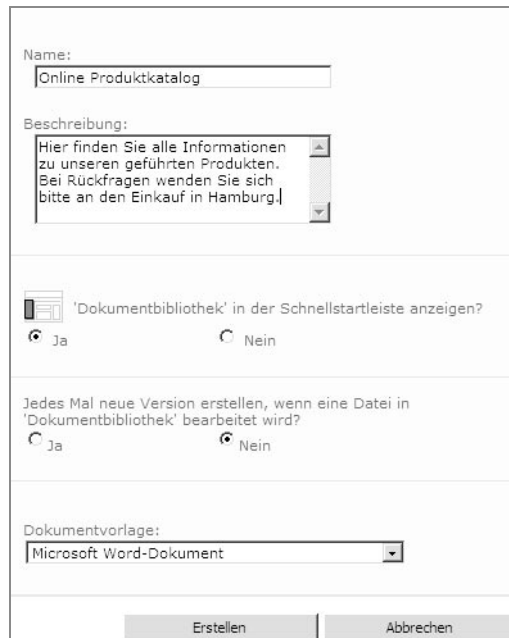 Name:
Online Produktkatalog
Beschreibung:
Hier finden Sie alle Informationen
zu unseren geführten Produkten.
Bei Rückfragen wenden Sie sich
bitte an den Einkauf in Hamburg.
'Dokumentbibliothek' in der Schnellstartleiste anzeigen?
Ja Nein
Jedes Mal neue Version erstellen, wenn eine Datei in
'Dokumentbibliothek' bearbeitet wird?
Ja Nein
Dokumentvorlage:
Microsoft Word-Dokument
Erstellen Abbrechen